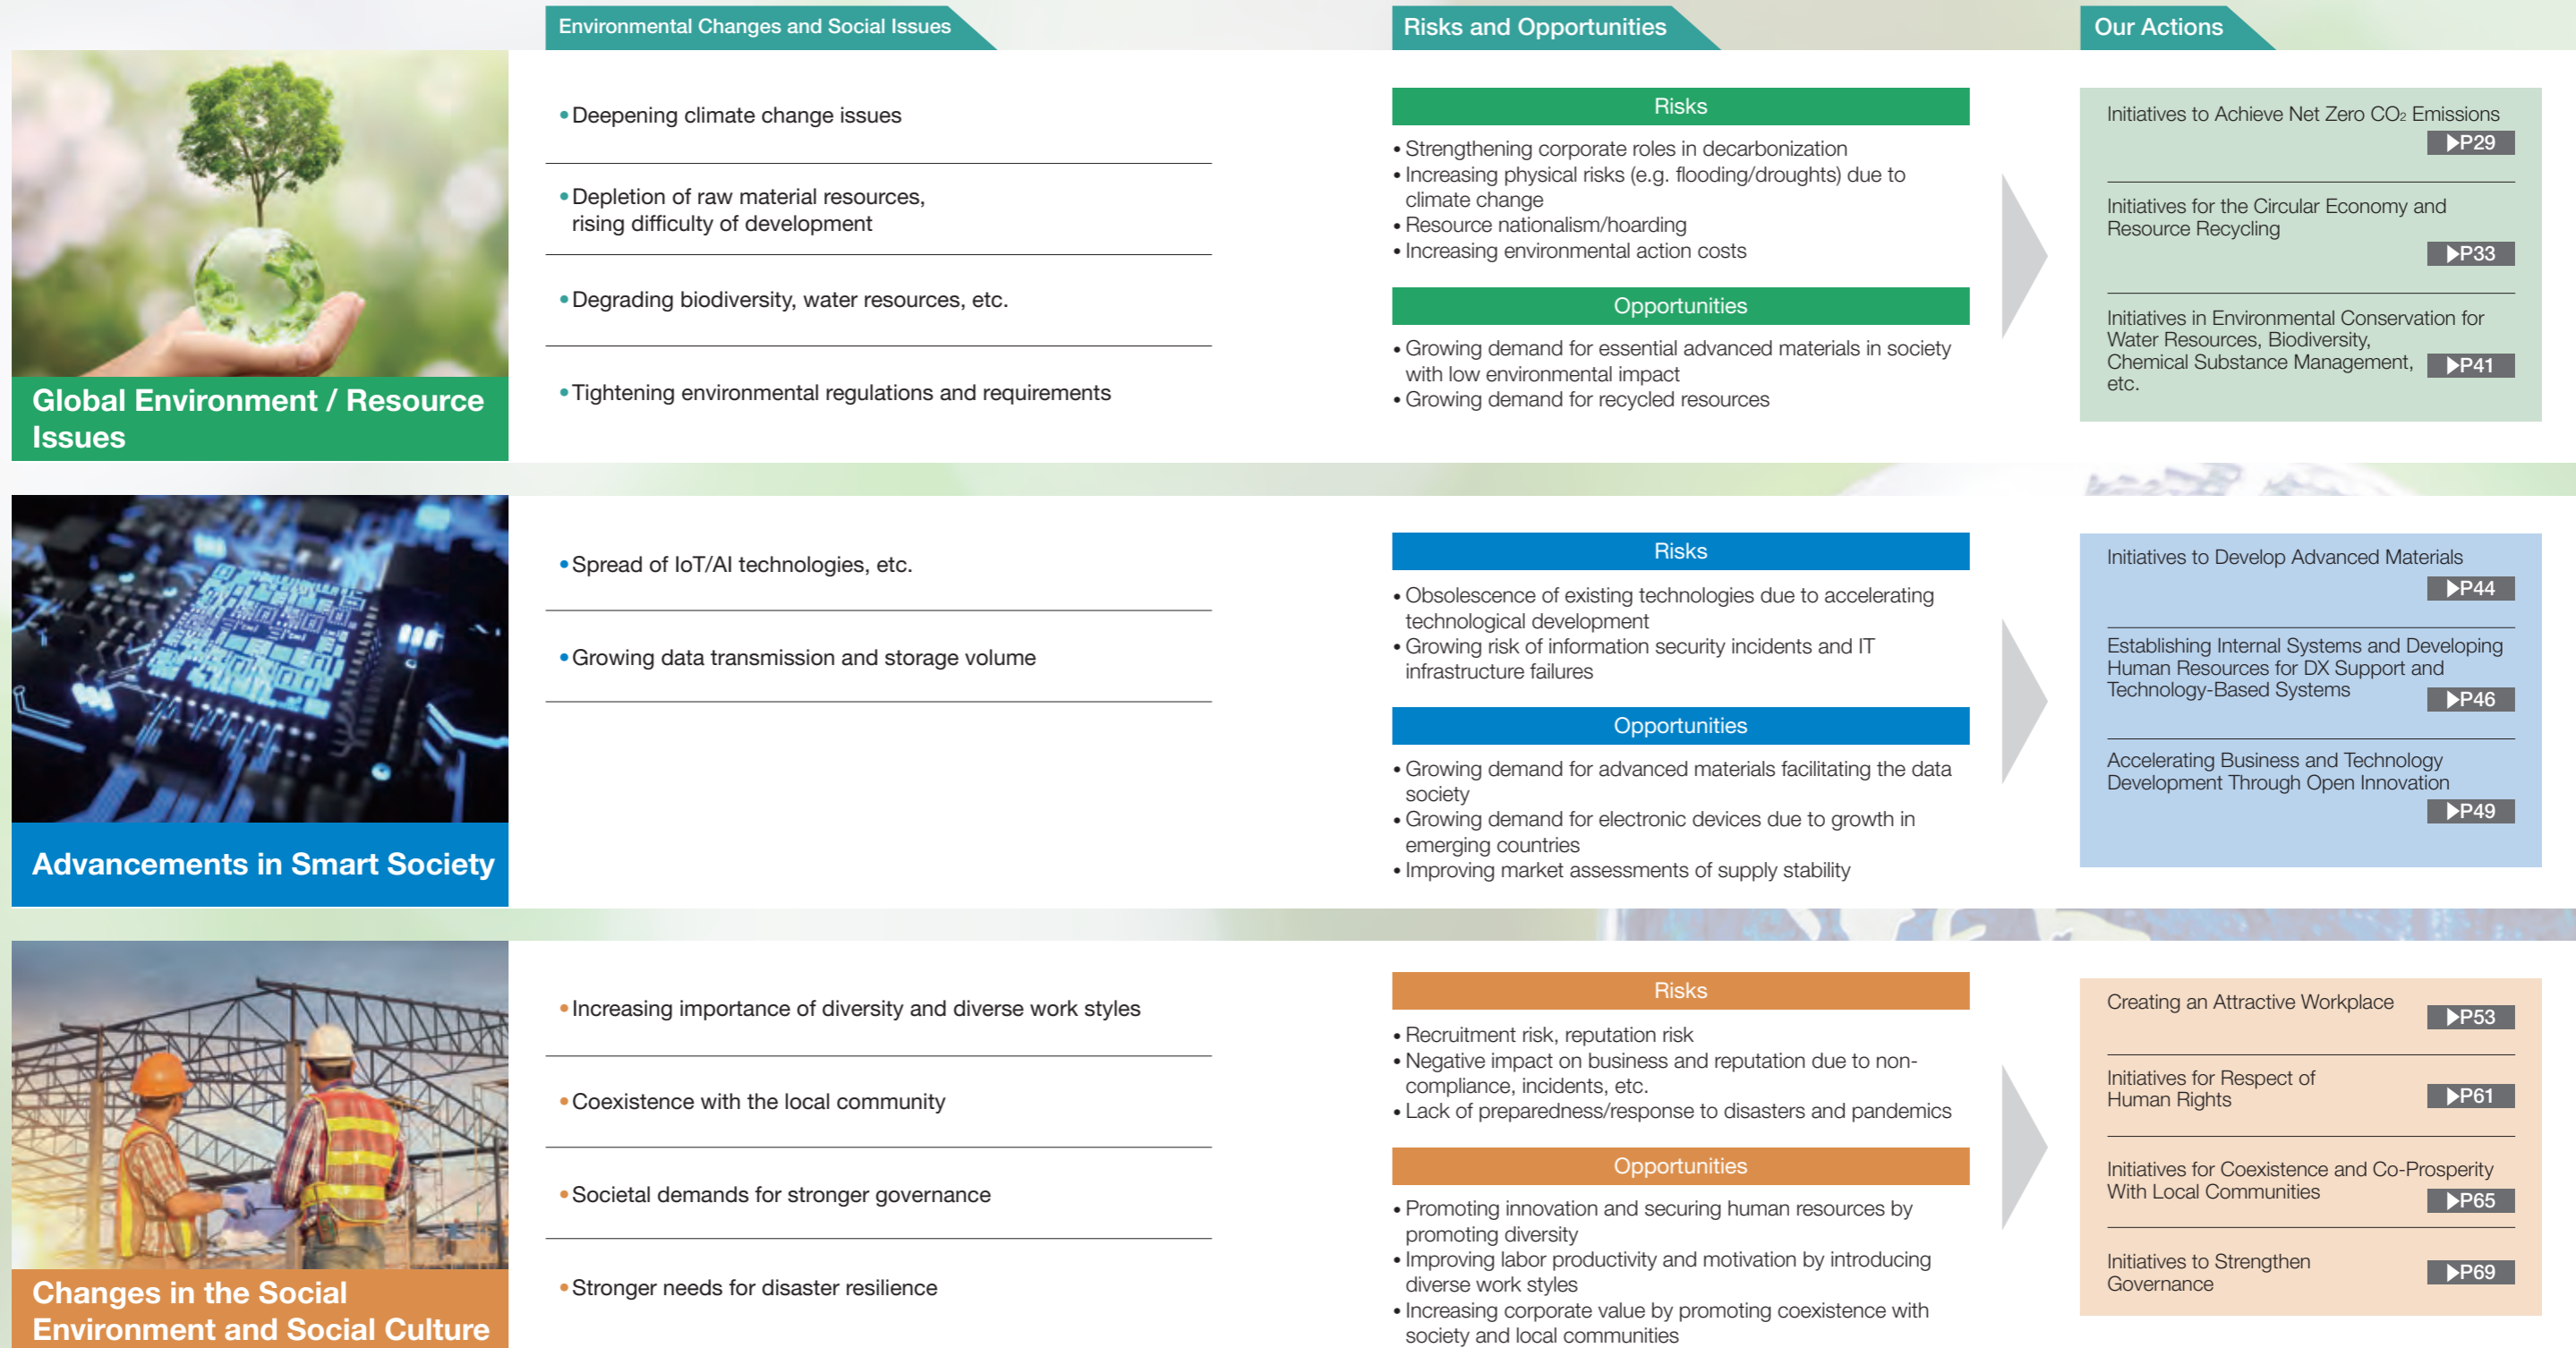 Environmental Changes and Social Issues
Risks and Opportunities
Our Actions
Global Environment / Resource
Issues
•Deepening climate change issues
•Depletion of raw material resources,
rising difficulty of development
•Degrading biodiversity, water resources, etc.
•Tightening environmental regulations and requirements
Risks
•Strengthening corporate roles in decarbonization
•Increasing physical risks (e.g. flooding/droughts) due to
climate change
•Resource nationalism/hoarding
•Increasing environmental action costs
Opportunities
•Growing demand for essential advanced materials in society
with low environmental impact
•Growing demand for recycled resources
Initiatives to Achieve Net Zero CO₂ Emissions
▶P29
Initiatives for the Circular Economy and
Resource Recycling
▶P33
Initiatives in Environmental Conservation for
Water Resources, Biodiversity,
Chemical Substance Management,
etc.
▶P41
Advancements in Smart Society
•Spread of IoT/AI technologies, etc.
•Growing data transmission and storage volume
Risks
•Obsolescence of existing technologies due to accelerating
technological development
•Growing risk of information security incidents and IT
infrastructure failures
Opportunities
•Growing demand for advanced materials facilitating the data
society
•Growing demand for electronic devices due to growth in
emerging countries
•Improving market assessments of supply stability
Initiatives to Develop Advanced Materials
▶P44
Establishing Internal Systems and Developing
Human Resources for DX Support and
Technology-Based Systems
▶P46
Accelerating Business and Technology
Development Through Open Innovation
▶P49
Changes in the Social
Environment and Social Culture
•Increasing importance of diversity and diverse work styles
•Coexistence with the local community
•Societal demands for stronger governance
•Stronger needs for disaster resilience
Risks
•Recruitment risk, reputation risk
•Negative impact on business and reputation due to non-
compliance, incidents, etc.
•Lack of preparedness/response to disasters and pandemics
Opportunities
•Promoting innovation and securing human resources by
promoting diversity
•Improving labor productivity and motivation by introducing
diverse work styles
•Increasing corporate value by promoting coexistence with
society and local communities
Creating an Attractive Workplace
▶P53
Initiatives for Respect of
Human Rights
▶P61
Initiatives for Coexistence and Co-Prosperity
With Local Communities
▶P65
Initiatives to Strengthen
Governance
▶P69